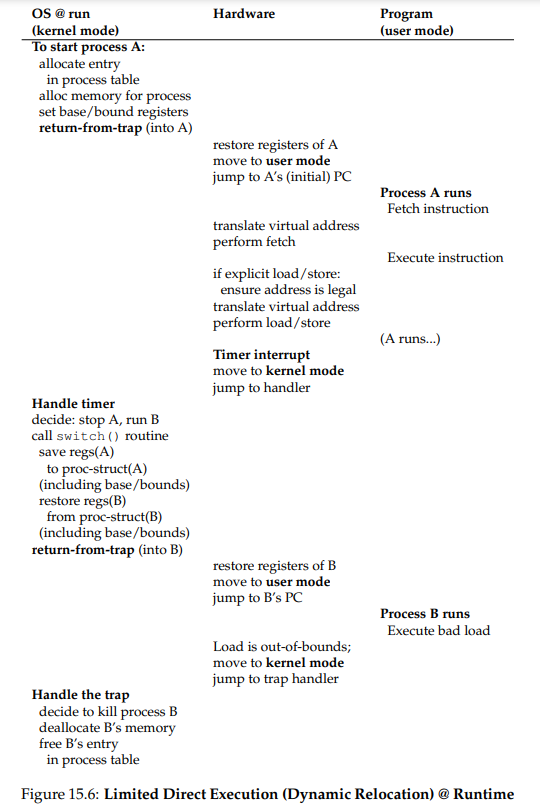 OS @ run Hardware Program
(kernel mode) (user mode)
To start process A:
allocate entry
in process table
alloc memory for process
set base/bound registers
return-from-trap (into A)
restore registers of A
move to user mode
jump to A's (initial) PC
Process A runs
Fetch instruction
translate virtual address
perform fetch
Execute instruction
if explicit load/store:
ensure address is legal
translate virtual address
perform load/store
(A runs...)
Timer interrupt
move to kernel mode
jump to handler
Handle timer
decide: stop A, run B
call switch() routine
save regs(A)
to proc-struct(A)
(including base/bounds)
restore regs(B)
from proc-struct(B)
(including base/bounds)
return-from-trap (into B)
restore registers of B
move to user mode
jump to B's PC
Process B runs
Execute bad load
Load is out-of-bounds;
move to kernel mode
jump to trap handler
Handle the trap
decide to kill process B
deallocate B's memory
free B's entry
in process table
Figure 15.6: Limited Direct Execution (Dynamic Relocation) @ Runtime